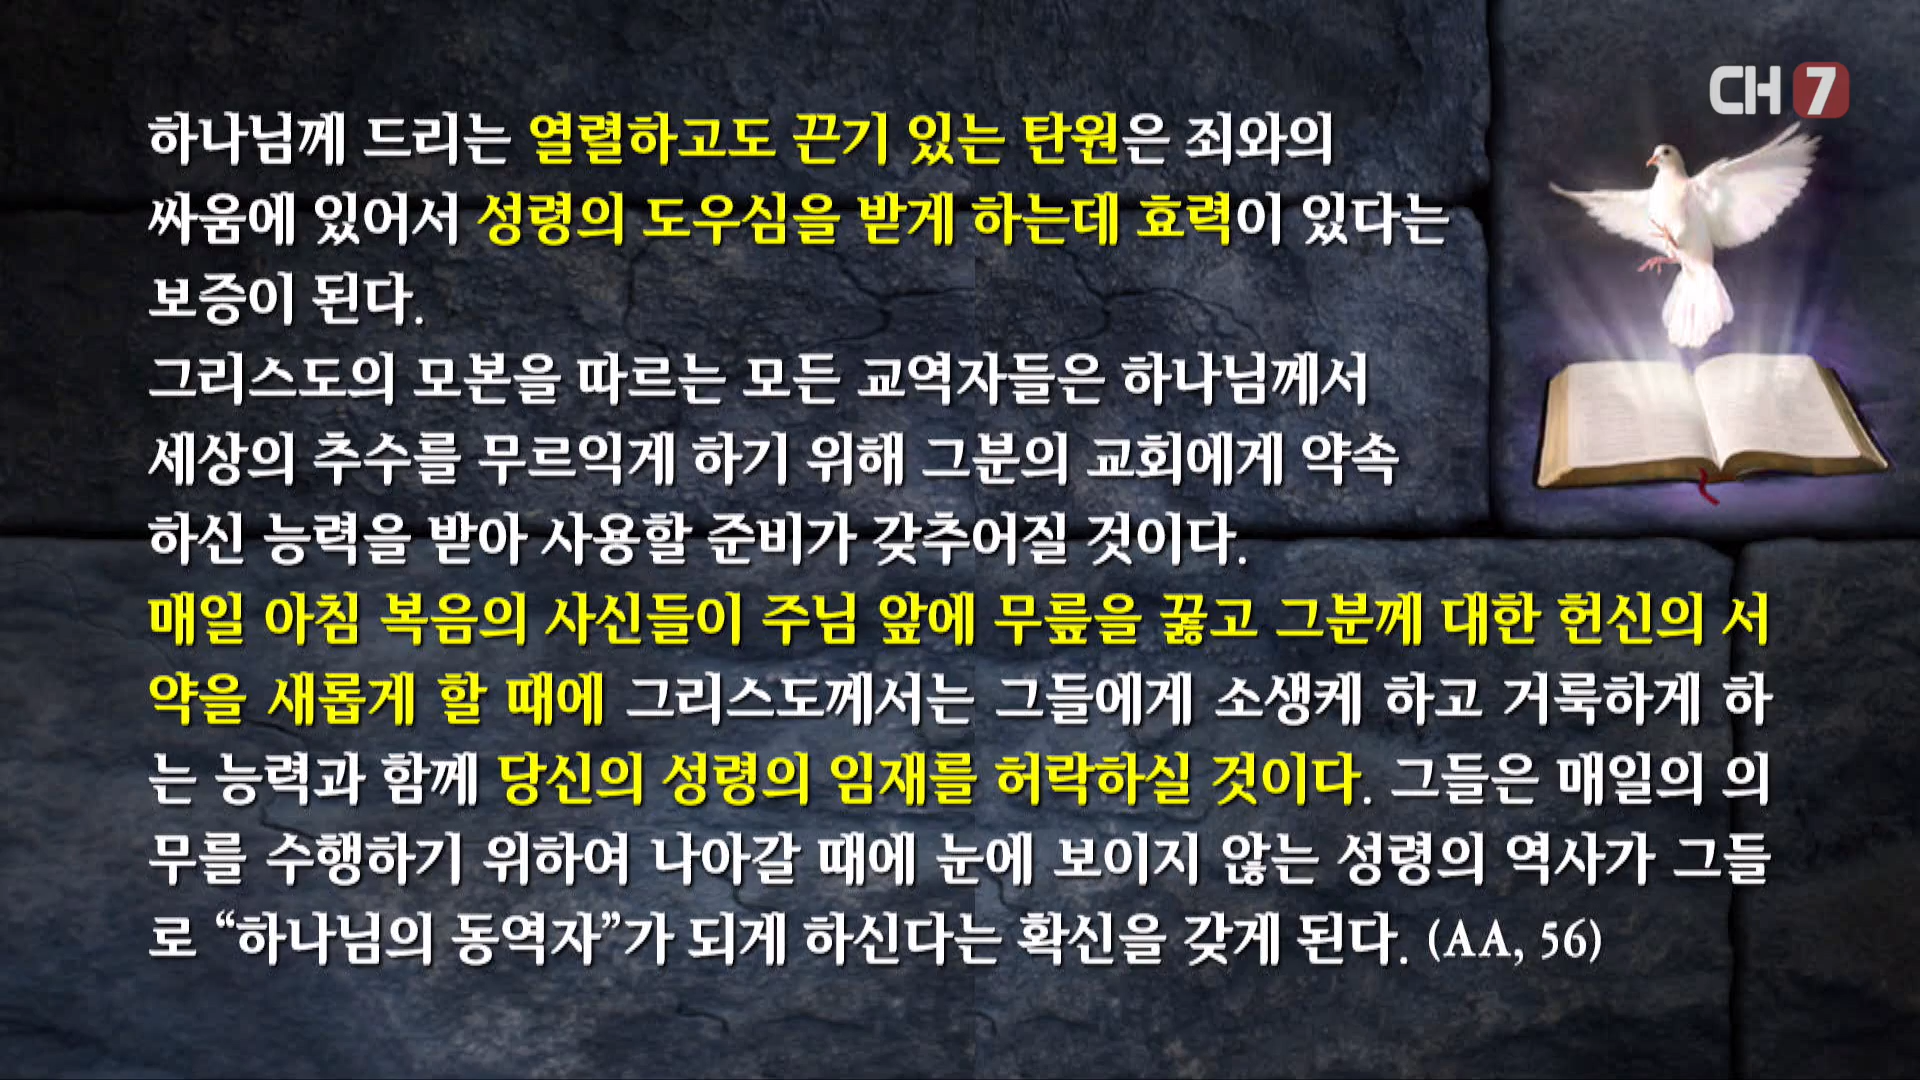 CH 7
하나님께 드리는 열렬하고도 끈기 있는 탄원은 죄와의
싸움에 있어서 성령의 도우심을 받게 하는데 효력이 있다는
보증이 된다.
그리스도의 모본을 따르는 모든 교역자들은 하나님께서
세상의 추수를 무르익게 하기 위해 그분의 교회에게 약속
하신 능력을 받아 사용할 준비가 갖추어질 것이다.
매일 아침 복음의 사신들이 주님 앞에 무릎을 꿇고 그분께 대한 헌신의 서
약을 새롭게 할 때에 그리스도께서는 그들에게 소생케 하고 거룩하게 하
는 능력과 함께 당신의 성령의 임재를 허락하실 것이다. 그들은 매일의 의
무를 수행하기 위하여 나아갈 때에 눈에 보이지 않는 성령의 역사가 그들
로 “하나님의 동역자”가 되게 하신다는 확신을 갖게 된다. (AA, 56)